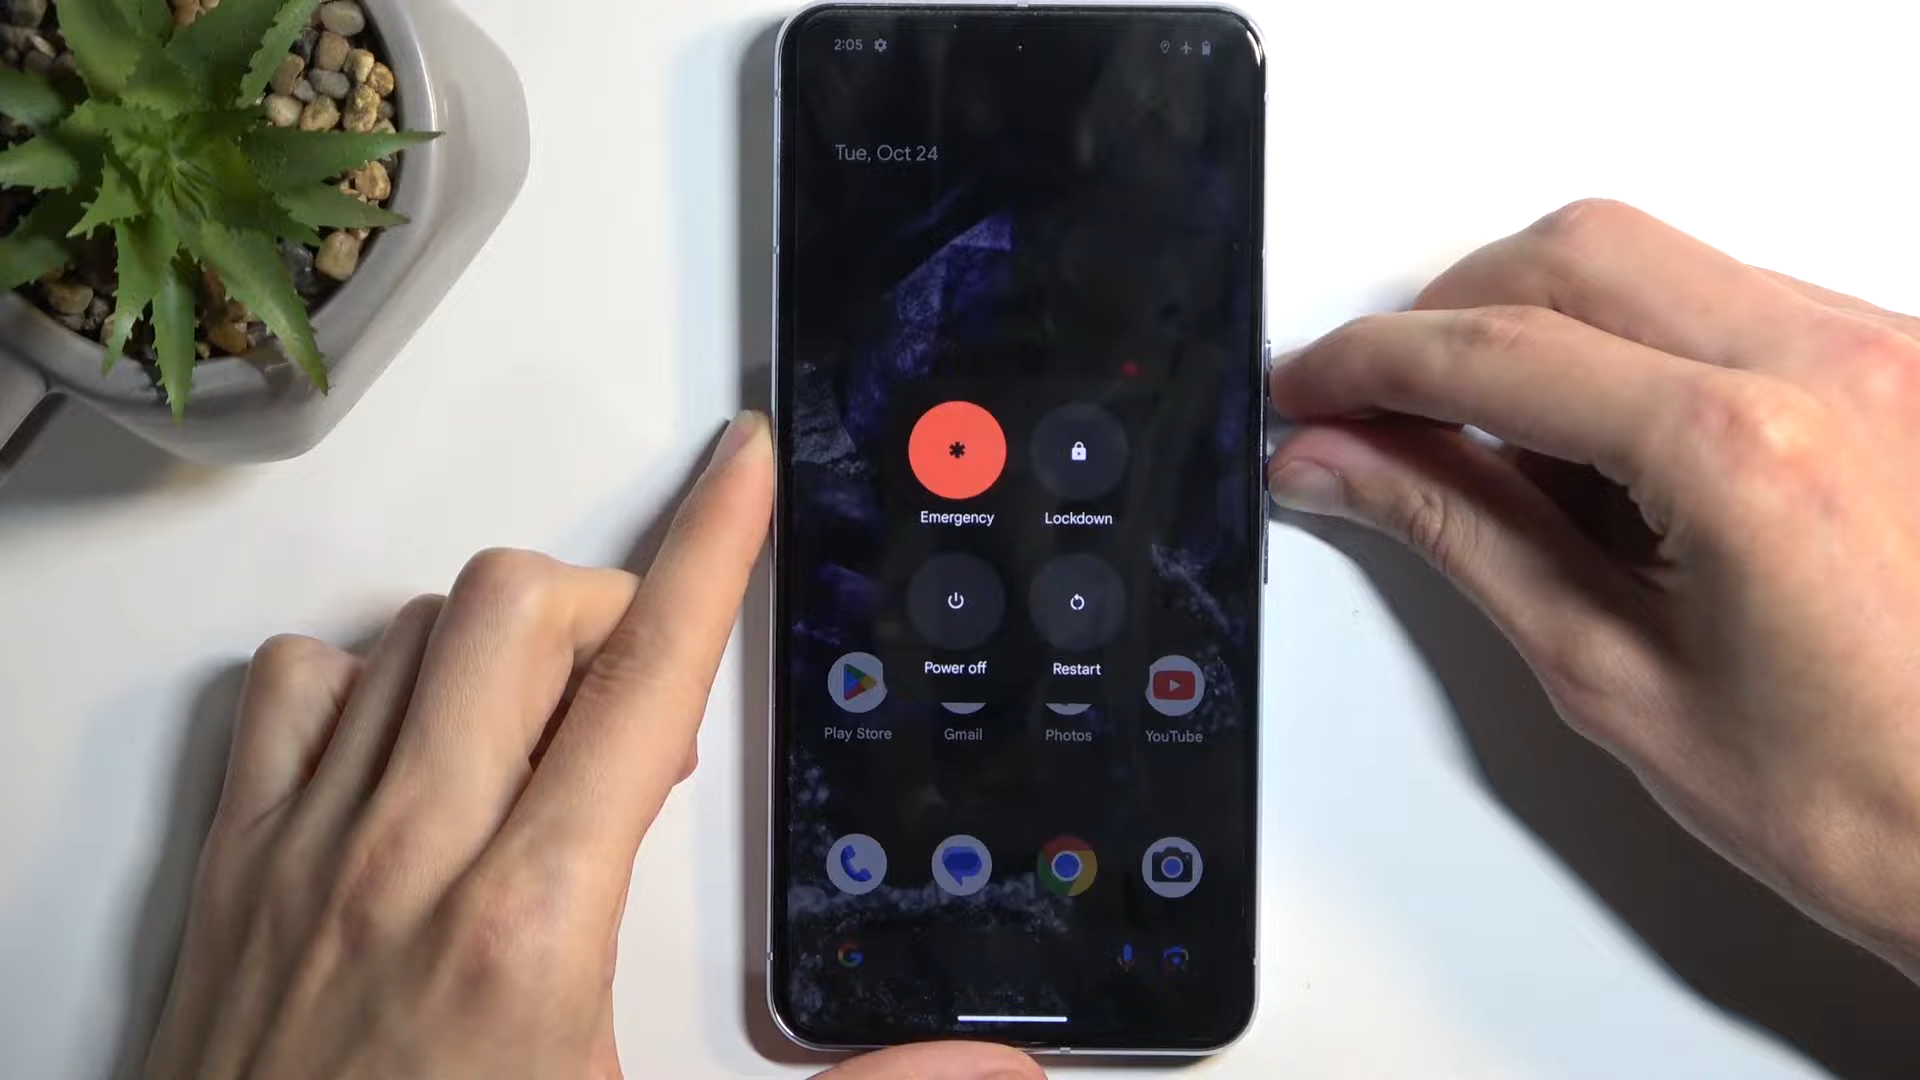 2:05
Tue, Oct 24
Emergency
Lockdown
Power off
Restart
Play Store
Gmail
Photos
YouTube